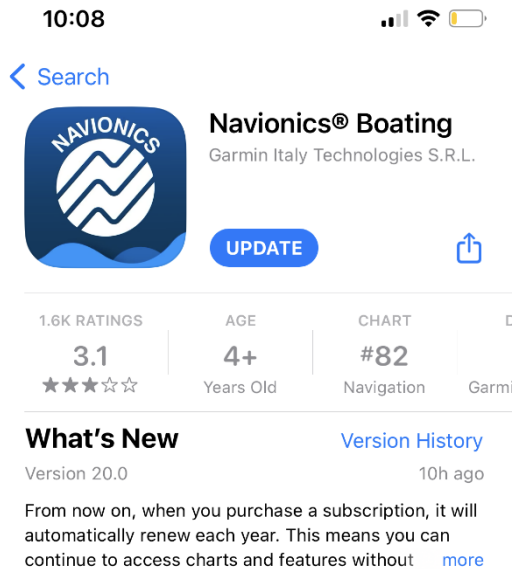 10:08
Search
NAVIONICS
Navionics® Boating
Garmin Italy Technologies S.R.L.
UPDATE
1.6K RATINGS
AGE
CHART
D
3.1
4+
#82
Years Old
Navigation
Garmi
What's New
Version History
Version 20.0
10h ago
From now on, when you purchase a subscription, it will
automatically renew each year. This means you can
continue to access charts and features without more